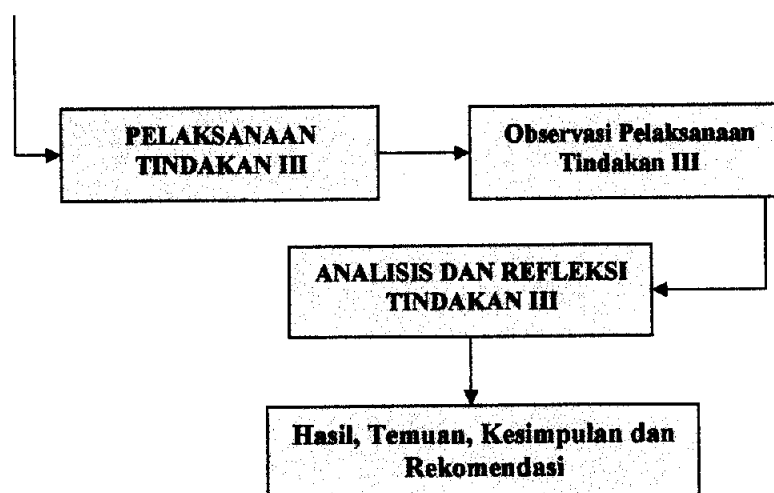 PELAKSANAAN
TINDAKAN III
Observasi Pelaksanaan
Tindakan III
ANALISIS DAN REFLEKSI
TINDAKAN III
Hasil, Temuan, Kesimpulan dan
Rekomendasi